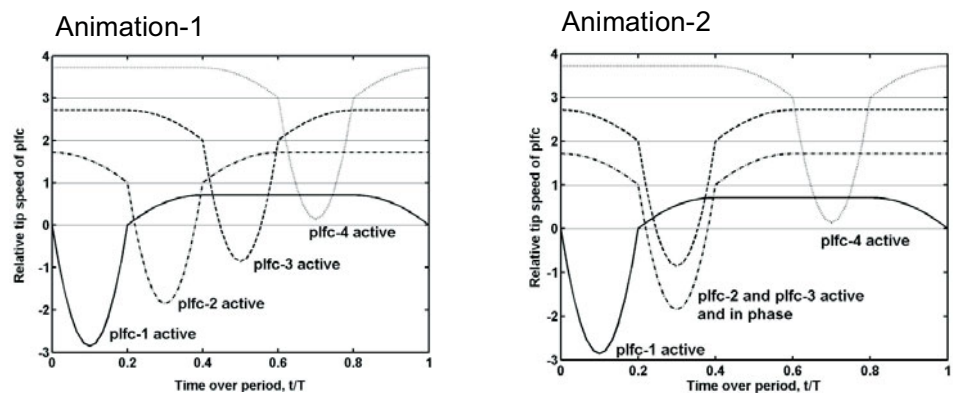 Animation-1
4
3
2
1
0
-1
-2
-3
Relative tip speed of plfc
plfc-4 active
plfc-3 active
plfc-2 active
plfc-1 active
0
0.2
0.4
0.6
0.8
1
Time over period, t/T
Animation-2
4
3
2
1
0
-1
-2
-3
Relative tip speed of plfc
plfc-4 active
plfc-2 and plfc-3 active
and in phase
plfc-1 active
0
0.2
0.4
0.6
0.8
1
Time over period, t/T